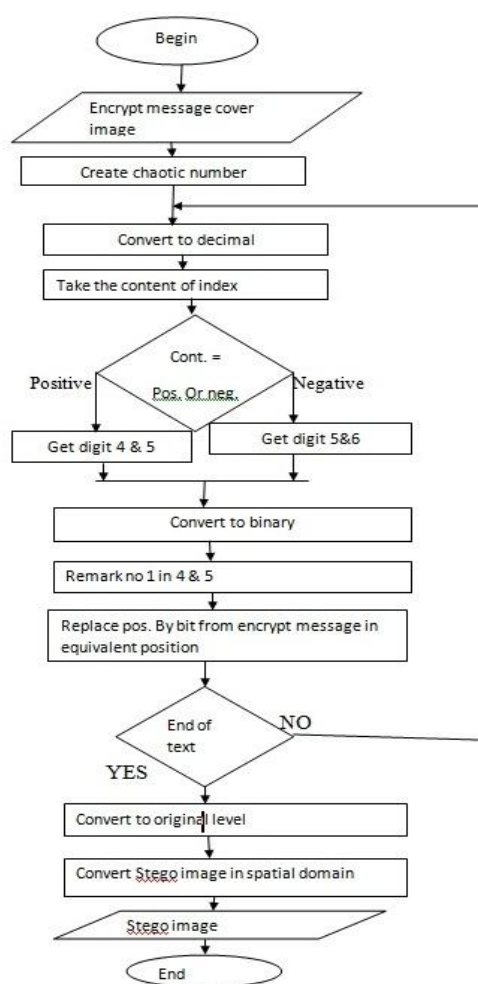 Begin
Encrypt message cover
image
Create chaotic number
Convert to decimal
Take the content of index
Cont. =
Pos. Or neg.
Positive
Negative
Get digit 4 & 5
Get digit 5&6
Convert to binary
Remark no 1 in 4 & 5
Replace pos. By bit from encrypt message in
equivalent position
End of
text
NO
YES
Convert to original level
Convert Stego image in spatial domain
Stego image
End